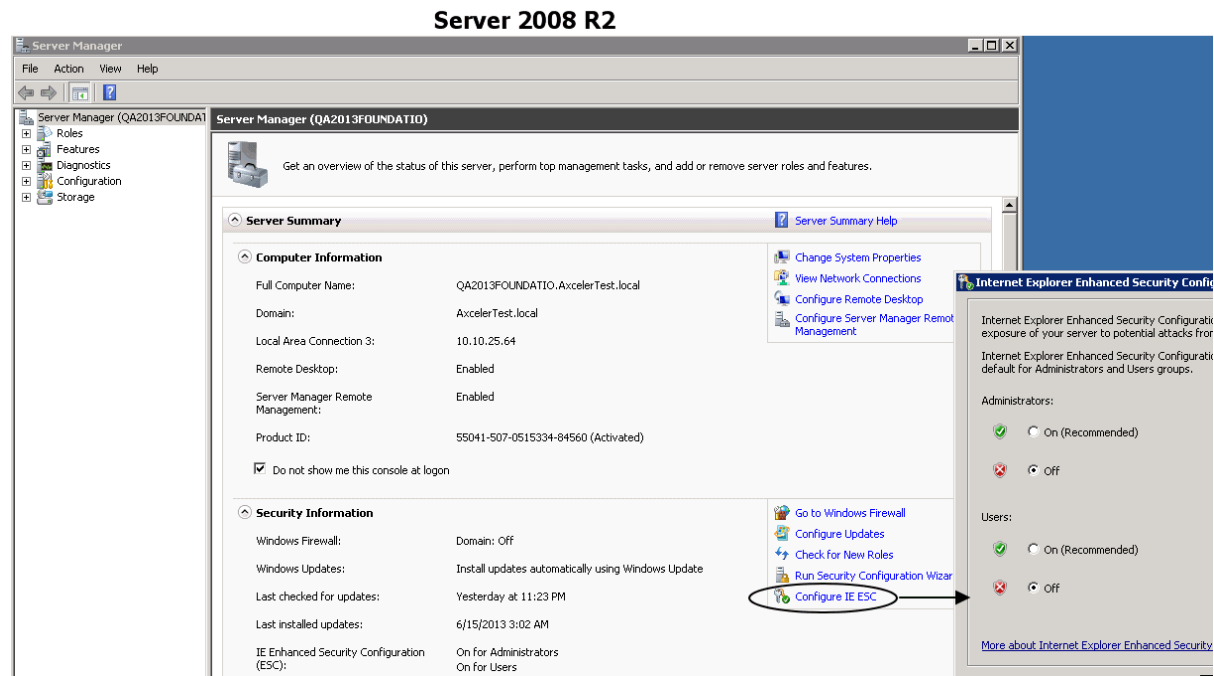 Server 2008 R2
Server Manager
File Action View Help
Server Manager (QA2013FOUNDAT
Roles
Features
Diagnostics
Configuration
Storage
Server Manager (QA2013FOUNDATIO)
Get an overview of the status of this server, perform top management tasks, and add or remove server roles and features.
Server Summary
Server Summary Help
Computer Information
Full Computer Name: QA2013FOUNDATIO.AxcelerTest.local
Domain: AxcelerTest.local
Local Area Connection 3: 10.10.25.64
Remote Desktop: Enabled
Server Manager Remote Enabled
Management:
Product ID: 55041-507-0515334-84560 (Activated)
Do not show me this console at logon
Change System Properties
View Network Connections
Configure Remote Desktop
Configure Server Manager Remot
Management
Security Information
Windows Firewall: Domain: Off
Windows Updates: Install updates automatically using Windows Update
Last checked for updates: Yesterday at 11:23 PM
Last installed updates: 6/15/2013 3:02 AM
IE Enhanced Security Configuration On for Administrators
(ESC): On for Users
Go to Windows Firewall
Configure Updates
Check for New Roles
Run Security Configuration Wizar
Configure IE ESC
Internet Explorer Enhanced Security Config
Internet Explorer Enhanced Security Configuratio
exposure of your server to potential attacks fror
Internet Explorer Enhanced Security Configuratio
default for Administrators and Users groups.
Administrators:
On (Recommended)
Off
Users:
On (Recommended)
Off
More about Internet Explorer Enhanced Security